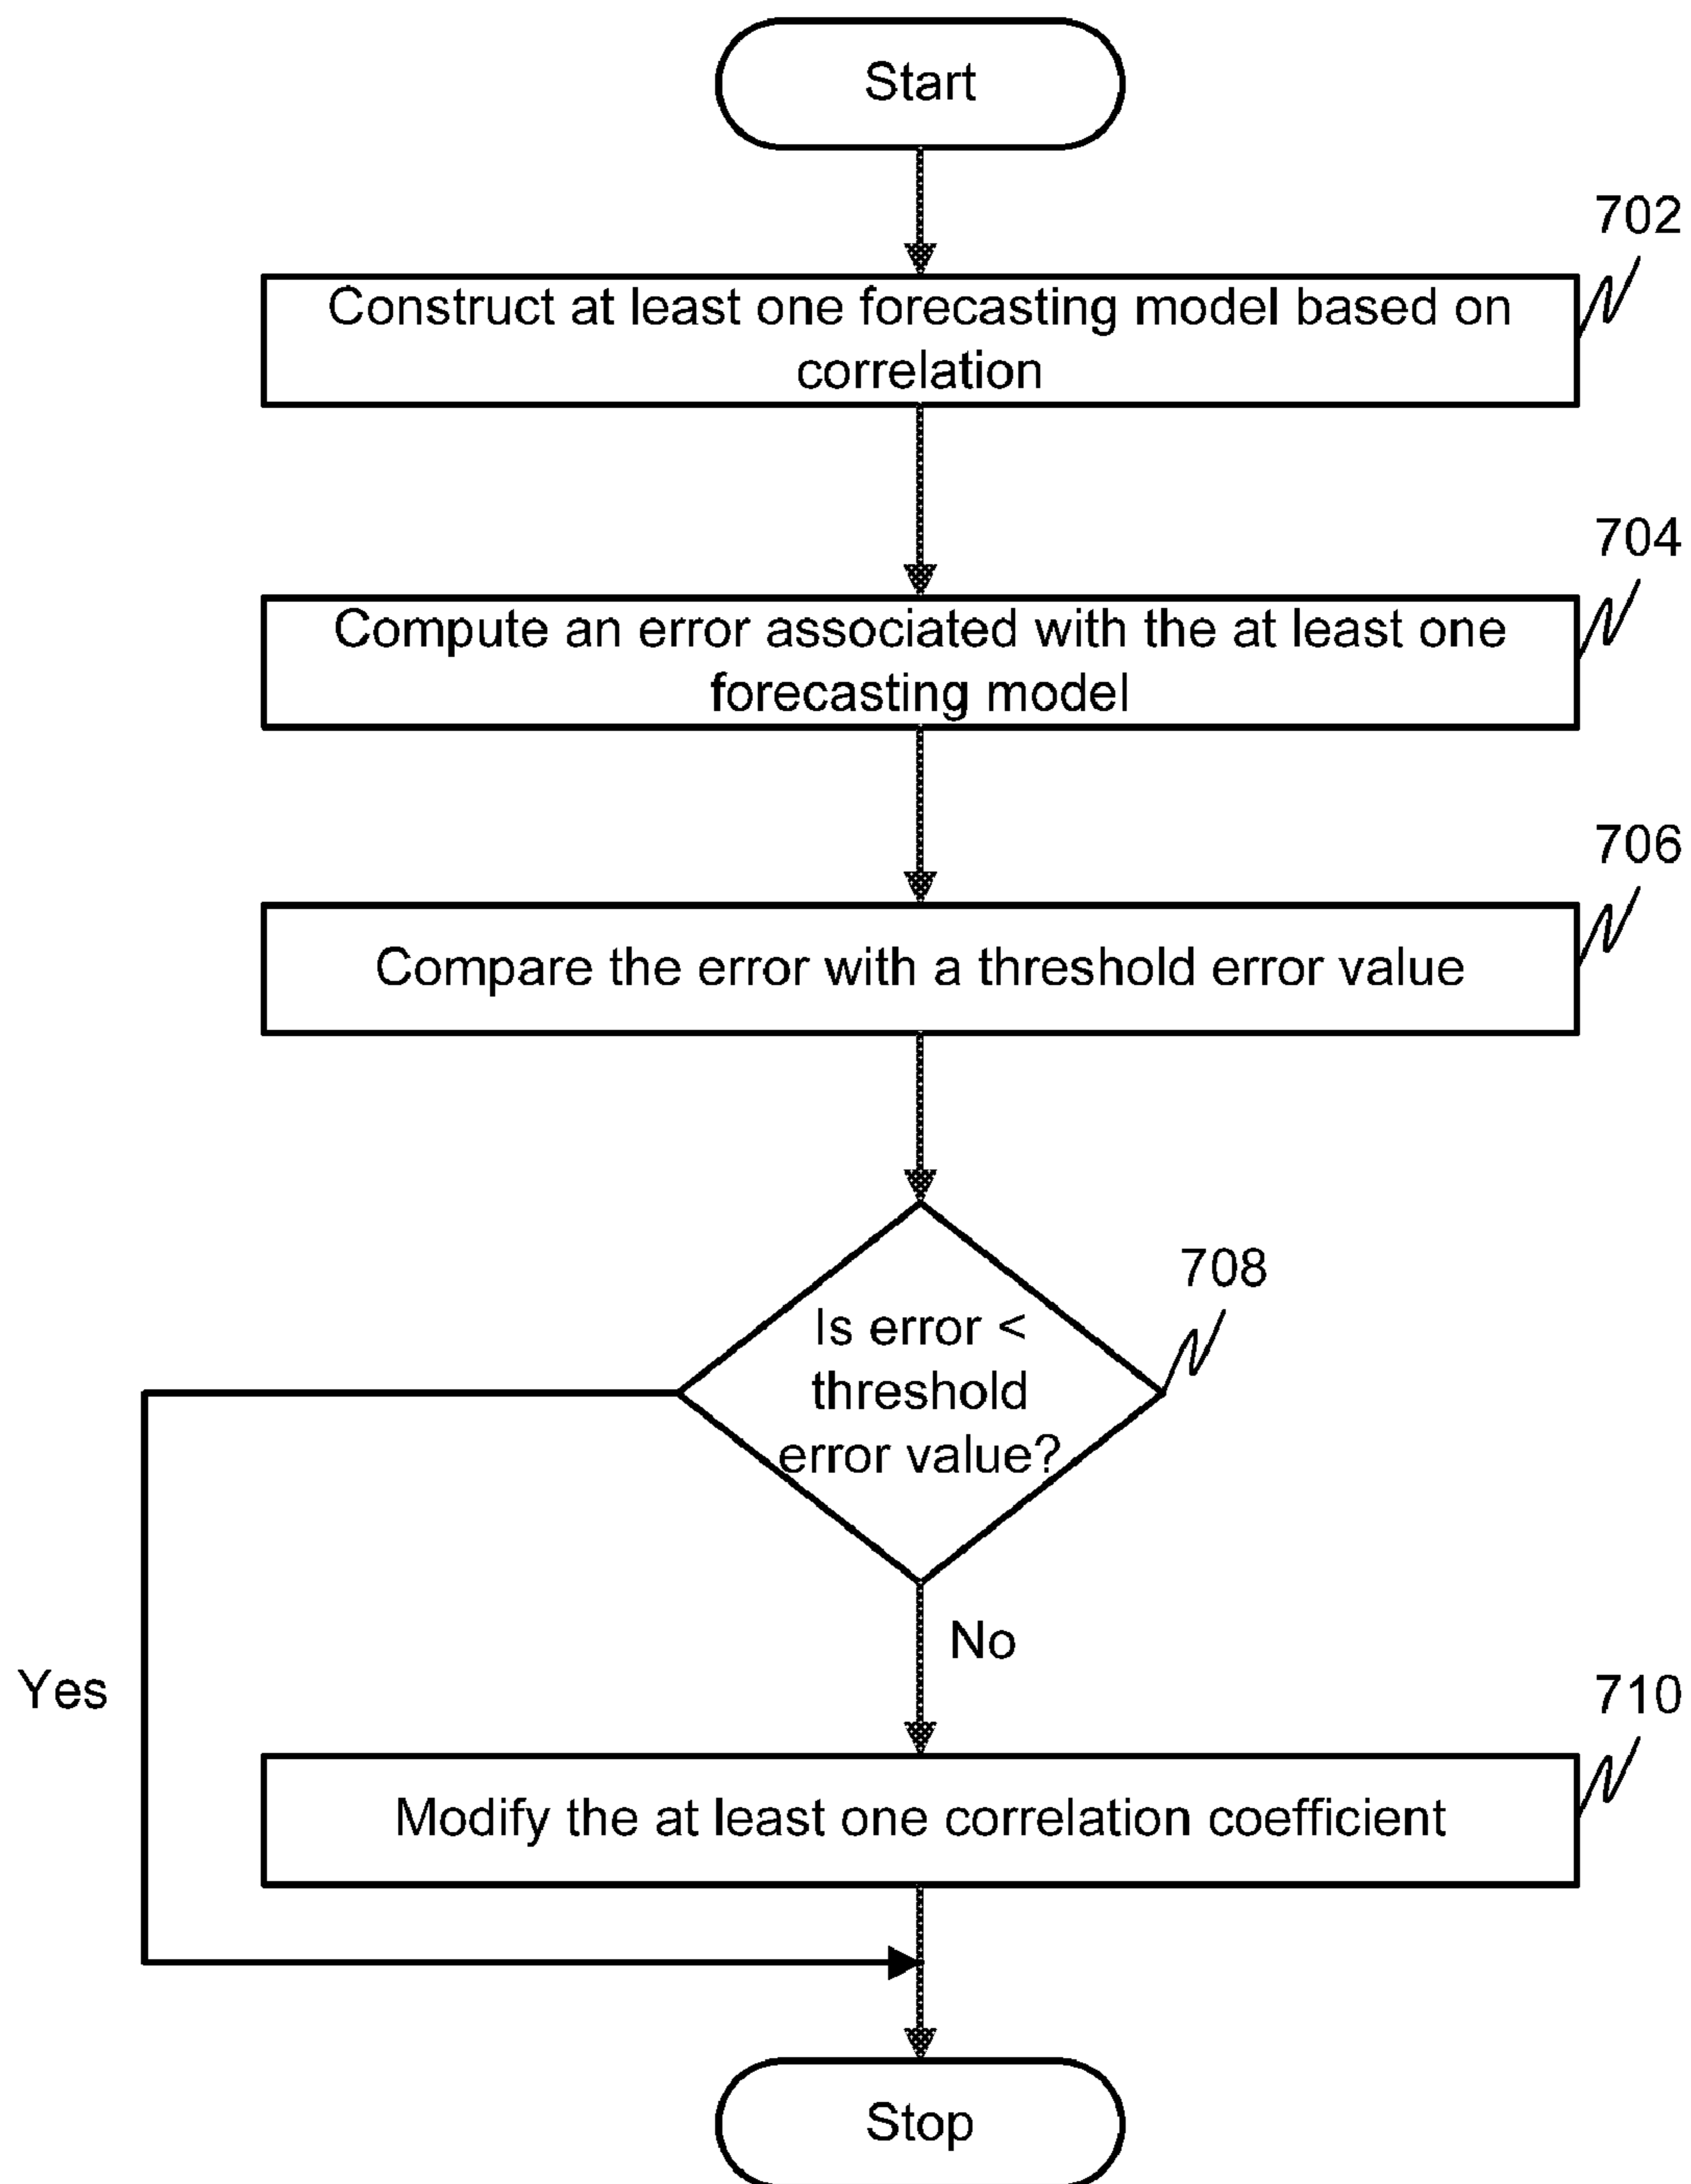 Start
702
Construct at least one forecasting model based on
correlation
704
Compute an error associated with the at least one
forecasting model
706
Compare the error with a threshold error value
708
Is error <
threshold
error value?
No
Yes
710
Modify the at least one correlation coefficient
Stop